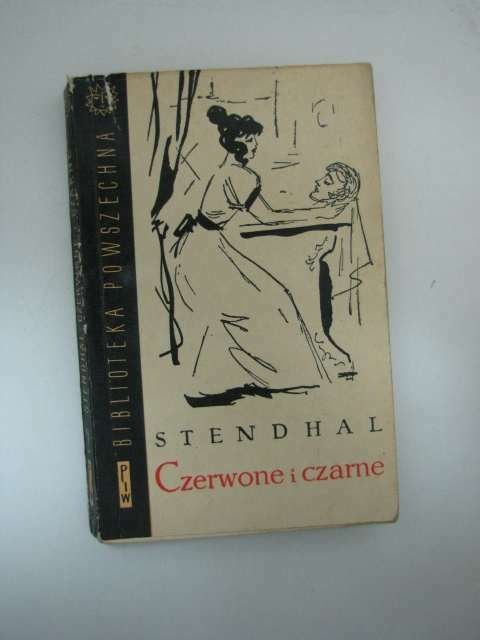 BIBLIOTEKA POWSZECHNA
PIW
STENDHAL
Czerwone i czarne